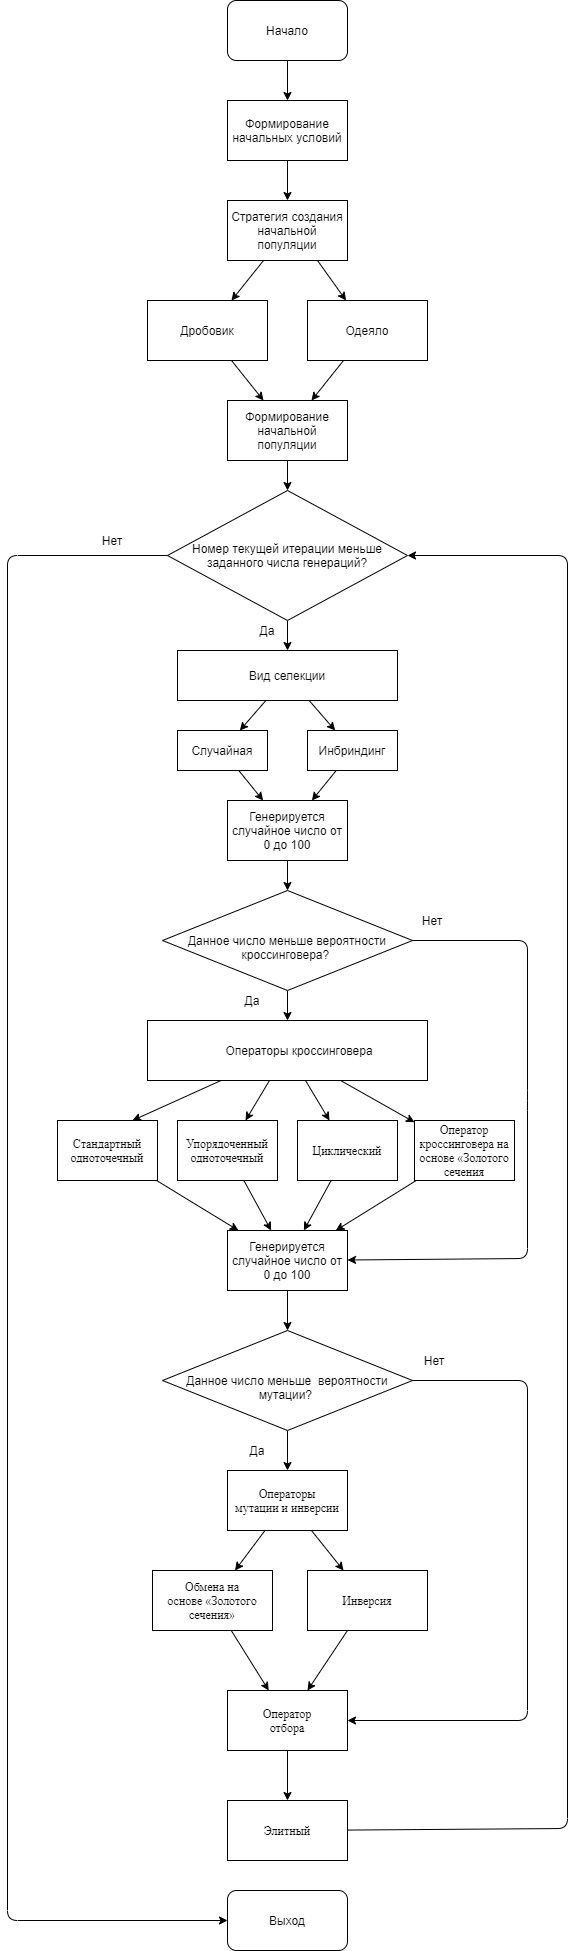 Начало
Формирование
начальных условий
Стратегия создания
начальной
популяции
Дробовик
Одеяло
Формирование
начальной
популяции
Нет
Номер текущей итерации меньше
заданного числа генераций?
Да
Вид селекции
Случайная
Инбриндинг
Генерируется
случайное число от
0 до 100
Нет
Данное число меньше вероятности
кроссинговера?
Да
Операторы кроссинговера
Стандартный
одноточечный
Упорядоченный
одноточечный
Циклический
Оператор
кроссинговера на
основе «Золотого
сечения
Генерируется
случайное число от
0 до 100
Нет
Данное число меньше вероятности
мутации?
Да
Операторы
мутации и инверсии
Обмена на
основе «Золотого
сечения»
Инверсия
Оператор
отбора
Элитный
Выход